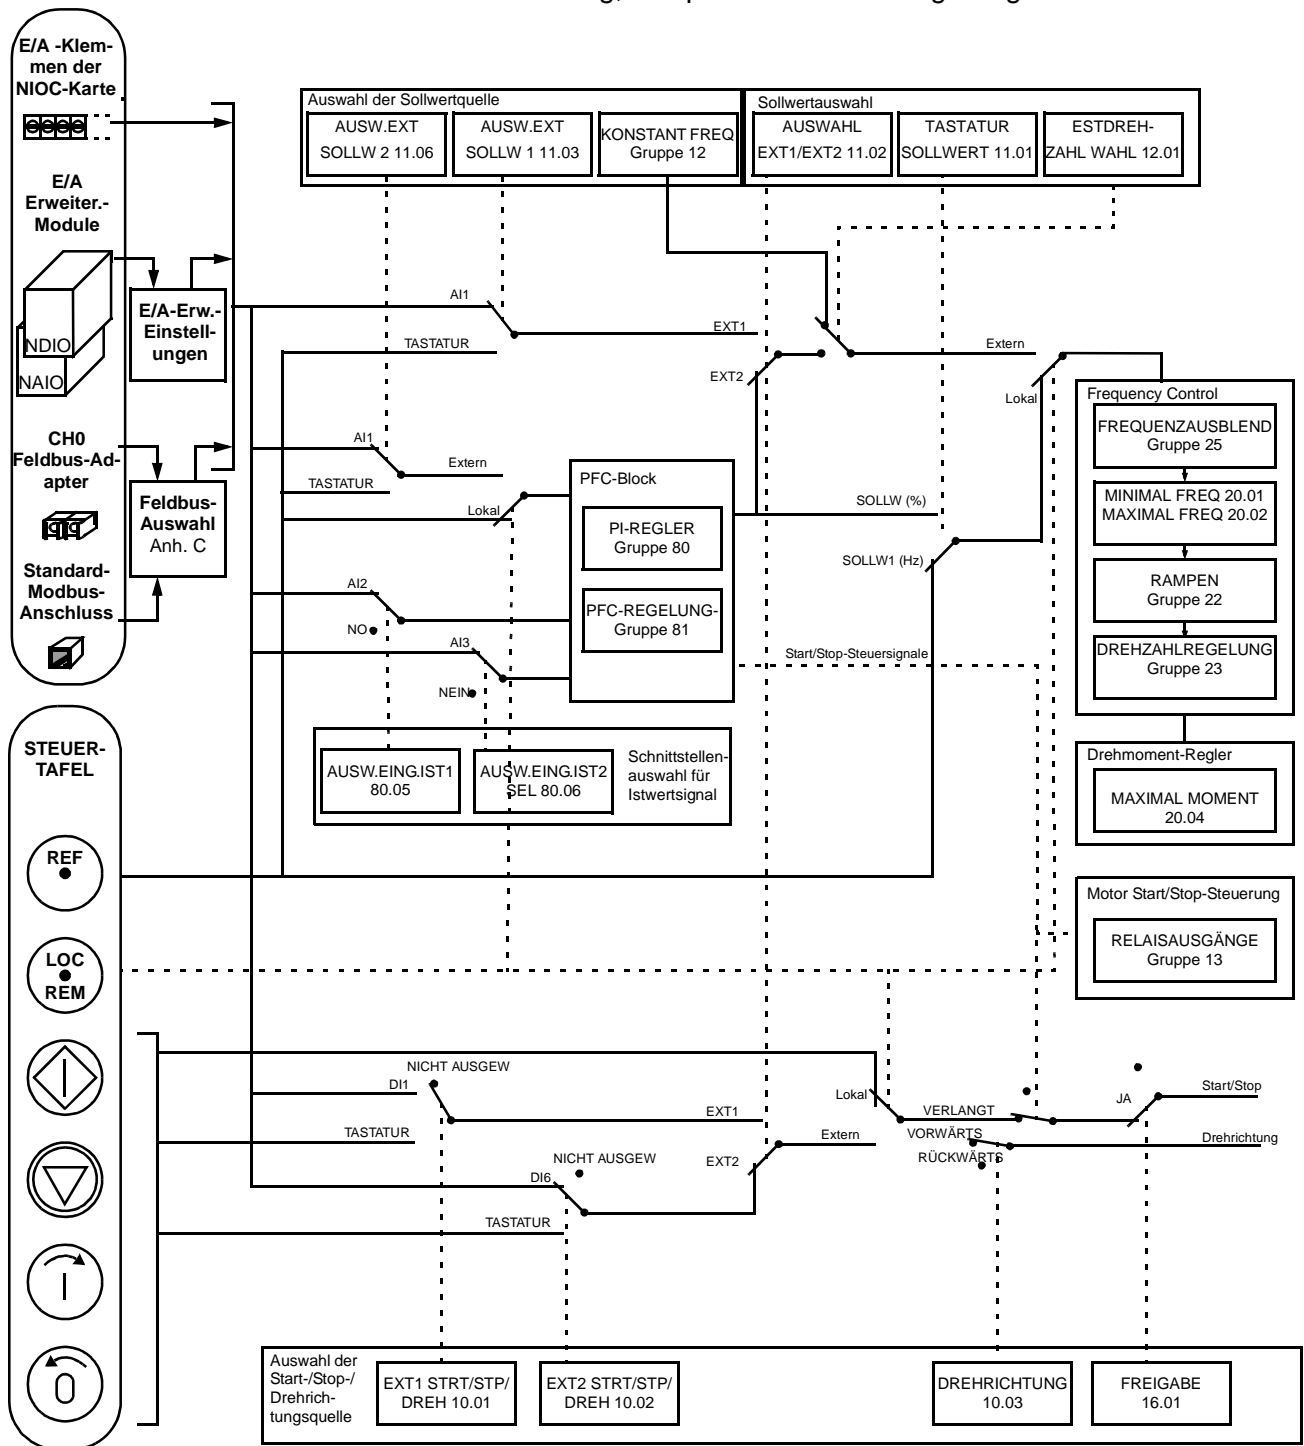 E/A -Klem-
men der
NIOC-Karte
E/A
Erweiter.-
Module
NDIO
NAIO
E/A-Erw.-
Einstell-
ungen
CH0
Feldbus-Ad-
apter
Feldbus-
Auswahl
Anh. C
Standard-
Modbus-
Anschluss
Auswahl der Sollwertquelle
AUSW.EXT
SOLLW 2 11.06
AUSW.EXT
SOLLW 1 11.03
KONSTANT FREQ
Gruppe 12
Sollwertauswahl
AUSWAHL
EXT1/EXT2 11.02
TASTATUR
SOLLWERT 11.01
ESTDREH-
ZAHL WAHL 12.01
AI1
TASTATUR
EXT1
EXT2
Extern
Lokal
AI1
TASTATUR
Extern
Lokal
AI2
NO
AI3
NEIN
PFC-Block
PI-REGLER
Gruppe 80
PFC-REGELUNG-
Gruppe 81
SOLLW (%)
SOLLW1 (Hz)
Start/Stop-Steuersignale
Frequency Control
FREQUENZAUSBLEND
Gruppe 25
MINIMAL FREQ 20.01
MAXIMAL FREQ 20.02
RAMPEN
Gruppe 22
DREHZAHLREGELUNG
Gruppe 23
Drehmoment-Regler
MAXIMAL MOMENT
20.04
Motor Start/Stop-Steuerung
RELAISAUSGÄNGE
Gruppe 13
AUSW.EING.IST1
80.05
AUSW.EING.IST2
SEL 80.06
Schnittstellen-
auswahl für
Istwertsignal
STEUER-
TAFEL
REF
LOC
REM
NICHT AUSGEW
DI1
TASTATUR
EXT1
NICHT AUSGEW
DI6
TASTATUR
EXT2
Extern
Lokal
VERLANGT
VORWÄRTS
RÜCKWÄRTS
JA
Start/Stop
Drehrichtung
Auswahl der
Start-/Stop-/
Drehrich-
tungsquelle
EXT1 STRT/STP/
DREH 10.01
EXT2 STRT/STP/
DREH 10.02
DREHRICHTUNG
10.03
FREIGABE
16.01